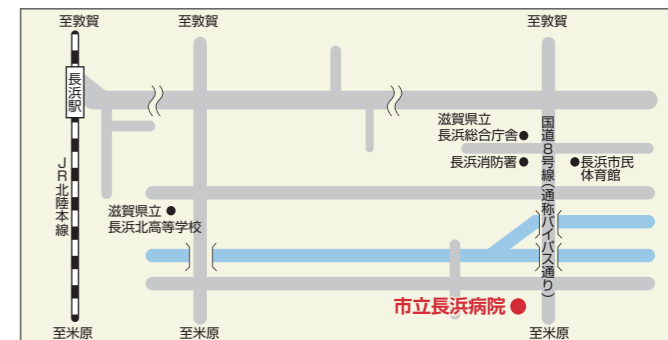 至敦賀
至敦賀
至敦賀
長浜駅
JR北陸本線
滋賀県立
長浜総合庁舎
長浜消防署
長浜市民
体育館
国道8号線(通称バイパス通り)
滋賀県立
長浜北高等学校
市立長浜病院
至米原
至米原
至米原